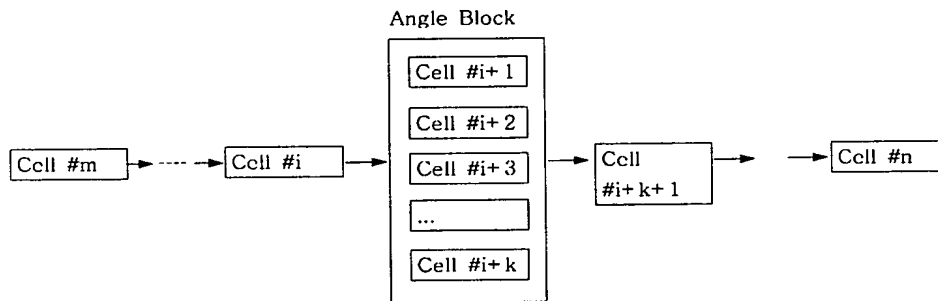 Angle Block
Cell #i+1
Cell #i+2
Cell #m
Cell #i
Cell #i+3
Cell
#i+k+1
Cell #n
...
Cell #i+k